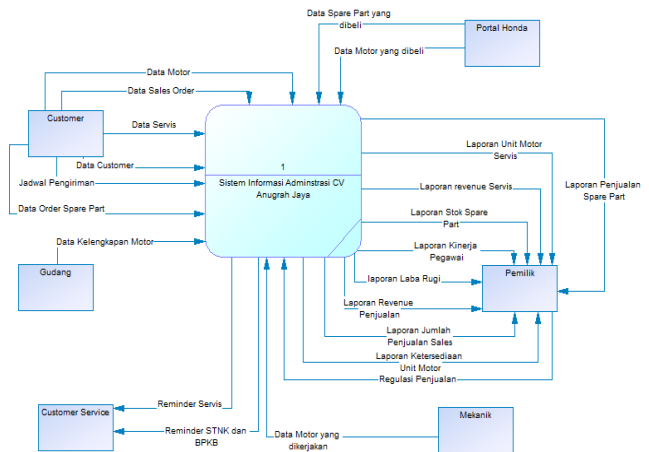 Data Spare Part yang
dibeli
Portal Honda
Data Motor yang dibeli
Data Motor
Data Sales Order
Customer
Data Servis
1
Sistem Informasi Adminstrasi CV
Anugrah Jaya
Data Customer
Jadwal Pengiriman
Data Order Spare Part
Data Kelengkapan Motor
Gudang
Laporan Unit Motor
Servis
Laporan Penjualan
Spare Part
Laporan revenue Servis
Laporan Stok Spare
Part
Laporan Kinerja
Pegawai
laporan Laba Rugi
Pemilik
Laporan Revenue
Penjualan
Laporan Jumlah
Penjualan Sales
Laporan Ketersediaan
Unit Motor
Regulasi Penjualan
Reminder Servis
Customer Service
Reminder STNK dan
BPKB
Data Motor yang
dikerjakan
Mekanik